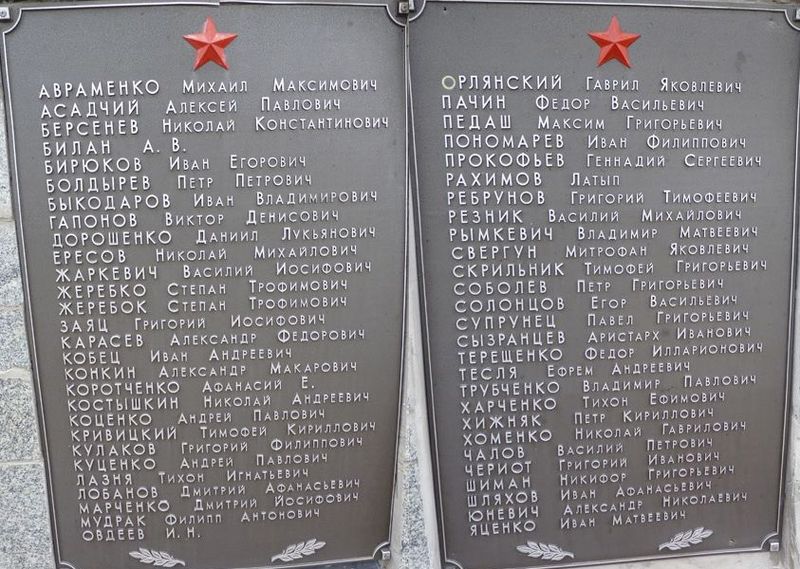 АВРАМЕНКО Михаил Максимович
АСАДЧИЙ Алексей Павлович
БЕРСЕНЕВ Николай Константинович
БИЛАН А. В.
БИРЮКОВ Иван Егорович
БОЛДЫРЕВ Петр Петрович
БЫКОДАРОВ Иван Владимирович
ГАПОНОВ Виктор Денисович
ДОРОШЕНКО Даниил Лукьянович
ЕРЕСОВ Николай Михайлович
ЖАРКЕВИЧ Василий Иосифович
ЖЕРЕБКО Степан Трофимович
ЖЕРЕБОК Степан Трофимович
ЗАЯЦ Григорий Иосифович
КАРАСЕВ Александр Федорович
КОБЕЦ Иван Андреевич
КОНКИН Александр Макарович
КОРОТЧЕНКО Афанасий Е.
КОСТЫШКИН Николай Андреевич
КОЦЕНКО Андрей Павлович
КРИВИЦКИЙ Тимофей Кириллович
КУЛАКОВ Григорий Филиппович
КУЦЕНКО Андрей Павлович
ЛАЗНЯ Тихон Игнатьевич
ЛОБАНОВ Дмитрий Афанасьевич
МАРЧЕНКО Дмитрий Иосифович
МУДРАК Филипп Антонович
ОВДЕЕВ И. Н.
ОРЛЯНСКИЙ Гаврил Яковлевич
ПАЧИН Федор Васильевич
ПЕДАШ Максим Григорьевич
ПОНОМАРЕВ Иван Филиппович
ПРОКОФЬЕВ Геннадий Сергеевич
РАХИМОВ Латып
РЕБРУНОВ Григорий Тимофеевич
РЕЗНИК Василий Михайлович
РЫМКЕВИЧ Владимир Матвеевич
СВЕРГУН Митрофан Яковлевич
СКРИЛЬНИК Тимофей Григорьевич
СОБОЛЕВ Петр Григорьевич
СОЛОНЦОВ Егор Васильевич
СУПРУНЕЦ Павел Григорьевич
СЫЗРАНЦЕВ Аристарх Иванович
ТЕРЕЩЕНКО Федор Илларионович
ТЕСЛЯ Ефрем Андреевич
ТРУБЧЕНКО Владимир Павлович
ХАРЧЕНКО Тихон Ефимович
ХИЖНЯК Петр Кириллович
ХОМЕНКО Николай Гаврилович
ЧАЛОВ Василий Петрович
ЧЕРИОТ Григорий Иванович
ШИМАН Никифор Григорьевич
ШЛЯХОВ Иван Афанасьевич
ЮНЕВИЧ Александр Николаевич
ЯЦЕНКО Иван Матвеевич